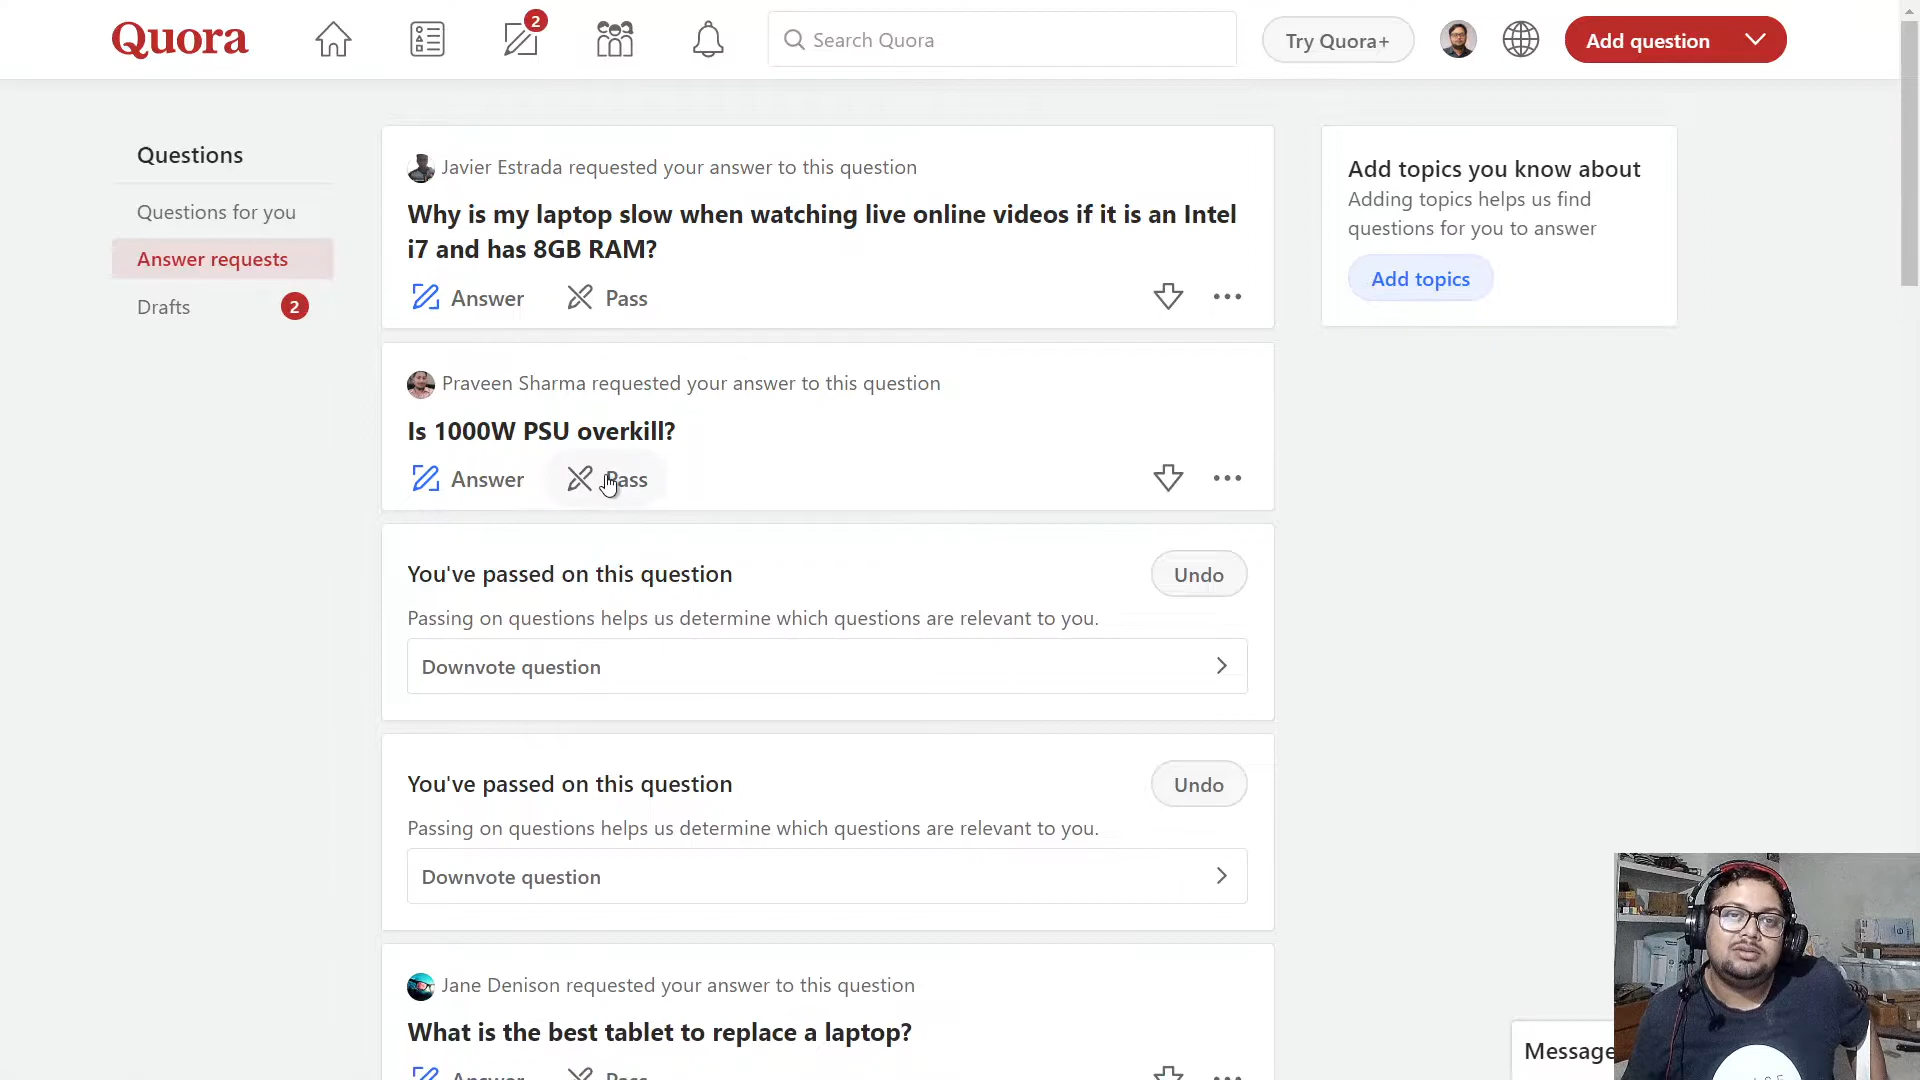 Quora
2
Search Quora
Try Quora+
Add question
Questions
Questions for you
Answer requests
Drafts
2
Javier Estrada requested your answer to this question
Why is my laptop slow when watching live online videos if it is an Intel
i7 and has 8GB RAM?
Answer
Pass
Praveen Sharma requested your answer to this question
Is 1000W PSU overkill?
Answer
Pass
You've passed on this question
Undo
Passing on questions helps us determine which questions are relevant to you.
Downvote question
You've passed on this question
Undo
Passing on questions helps us determine which questions are relevant to you.
Downvote question
Jane Denison requested your answer to this question
What is the best tablet to replace a laptop?
Answer
Pass
Add topics you know about
Adding topics helps us find
questions for you to answer
Add topics
Message